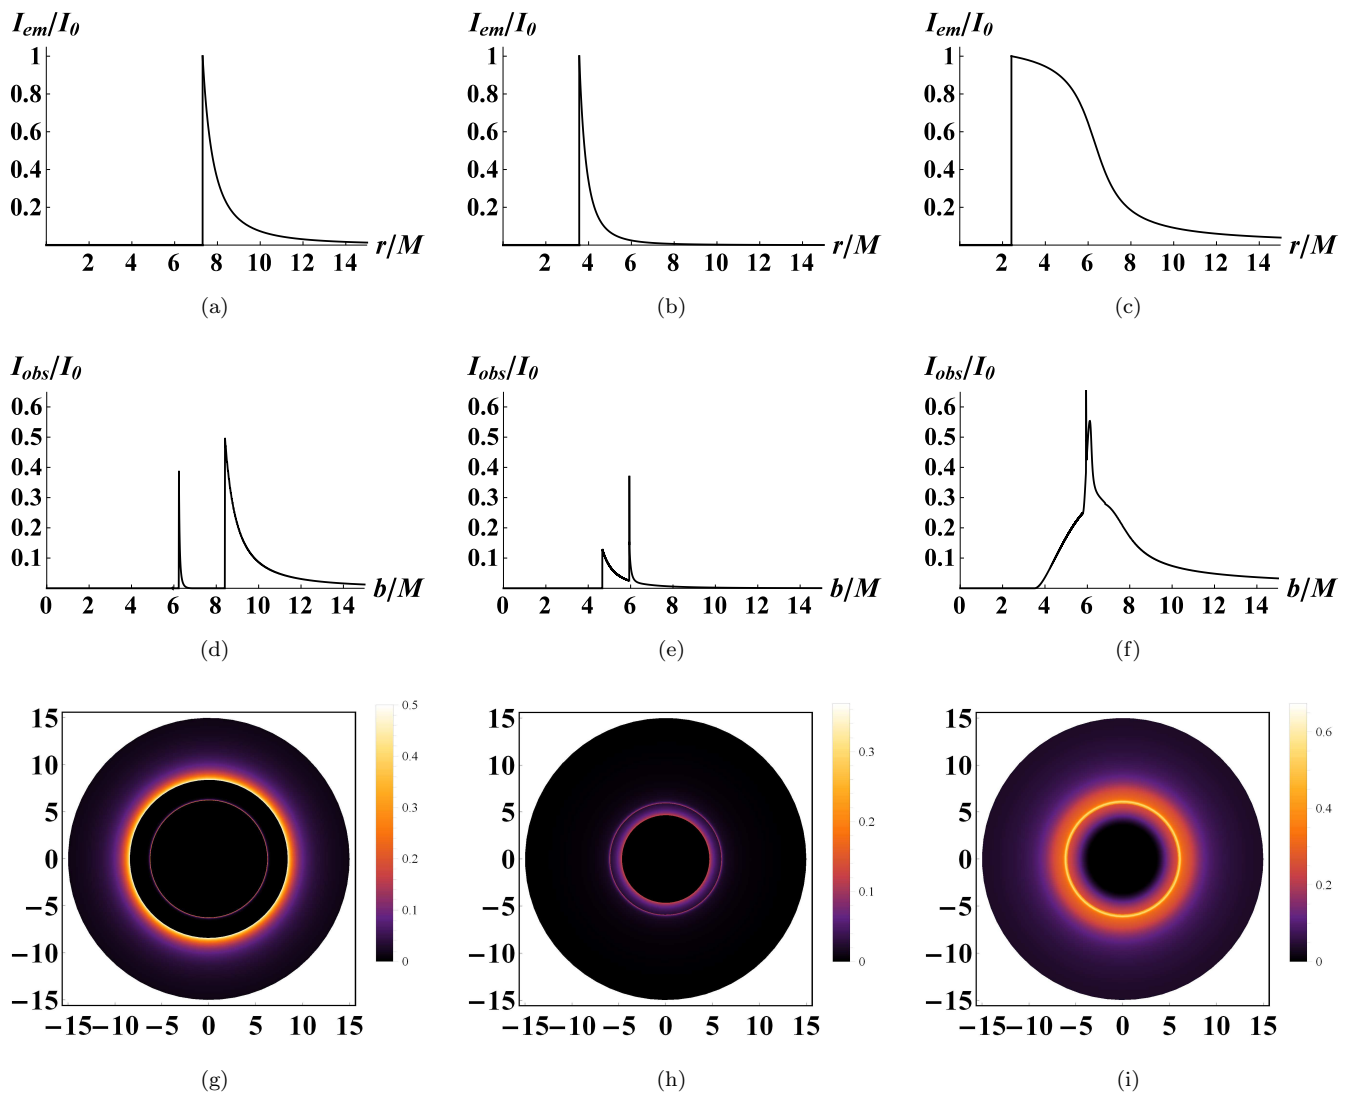 I_em/I_0 I_em/I_0 I_em/I_0
1 1 1
0.8 0.8 0.8
0.6 0.6 0.6
0.4 0.4 0.4
0.2 0.2 0.2
2 4 6 8 10 12 14 r/M 2 4 6 8 10 12 14 r/M 2 4 6 8 10 12 14 r/M
(a) (b) (c)
I_obs/I_0 I_obs/I_0 I_obs/I_0
0.6 0.6 0.6
0.5 0.5 0.5
0.4 0.4 0.4
0.3 0.3 0.3
0.2 0.2 0.2
0.1 0.1 0.1
0 2 4 6 8 10 12 14 b/M 0 2 4 6 8 10 12 14 b/M 0 2 4 6 8 10 12 14 b/M
(d) (e) (f)
15 0.5 15 15
10 0.4 10 0.3 10 0.6
5 0.3 5 5 0.4
0 0 0.2 0
−5 0.2 −5 −5 0.2
−10 0.1 −10 0.1 −10
−15 0 −15 0 −15 0
−15 −10 −5 0 5 10 15 −15 −10 −5 0 5 10 15 −15 −10 −5 0 5 10 15
(g) (h) (i)